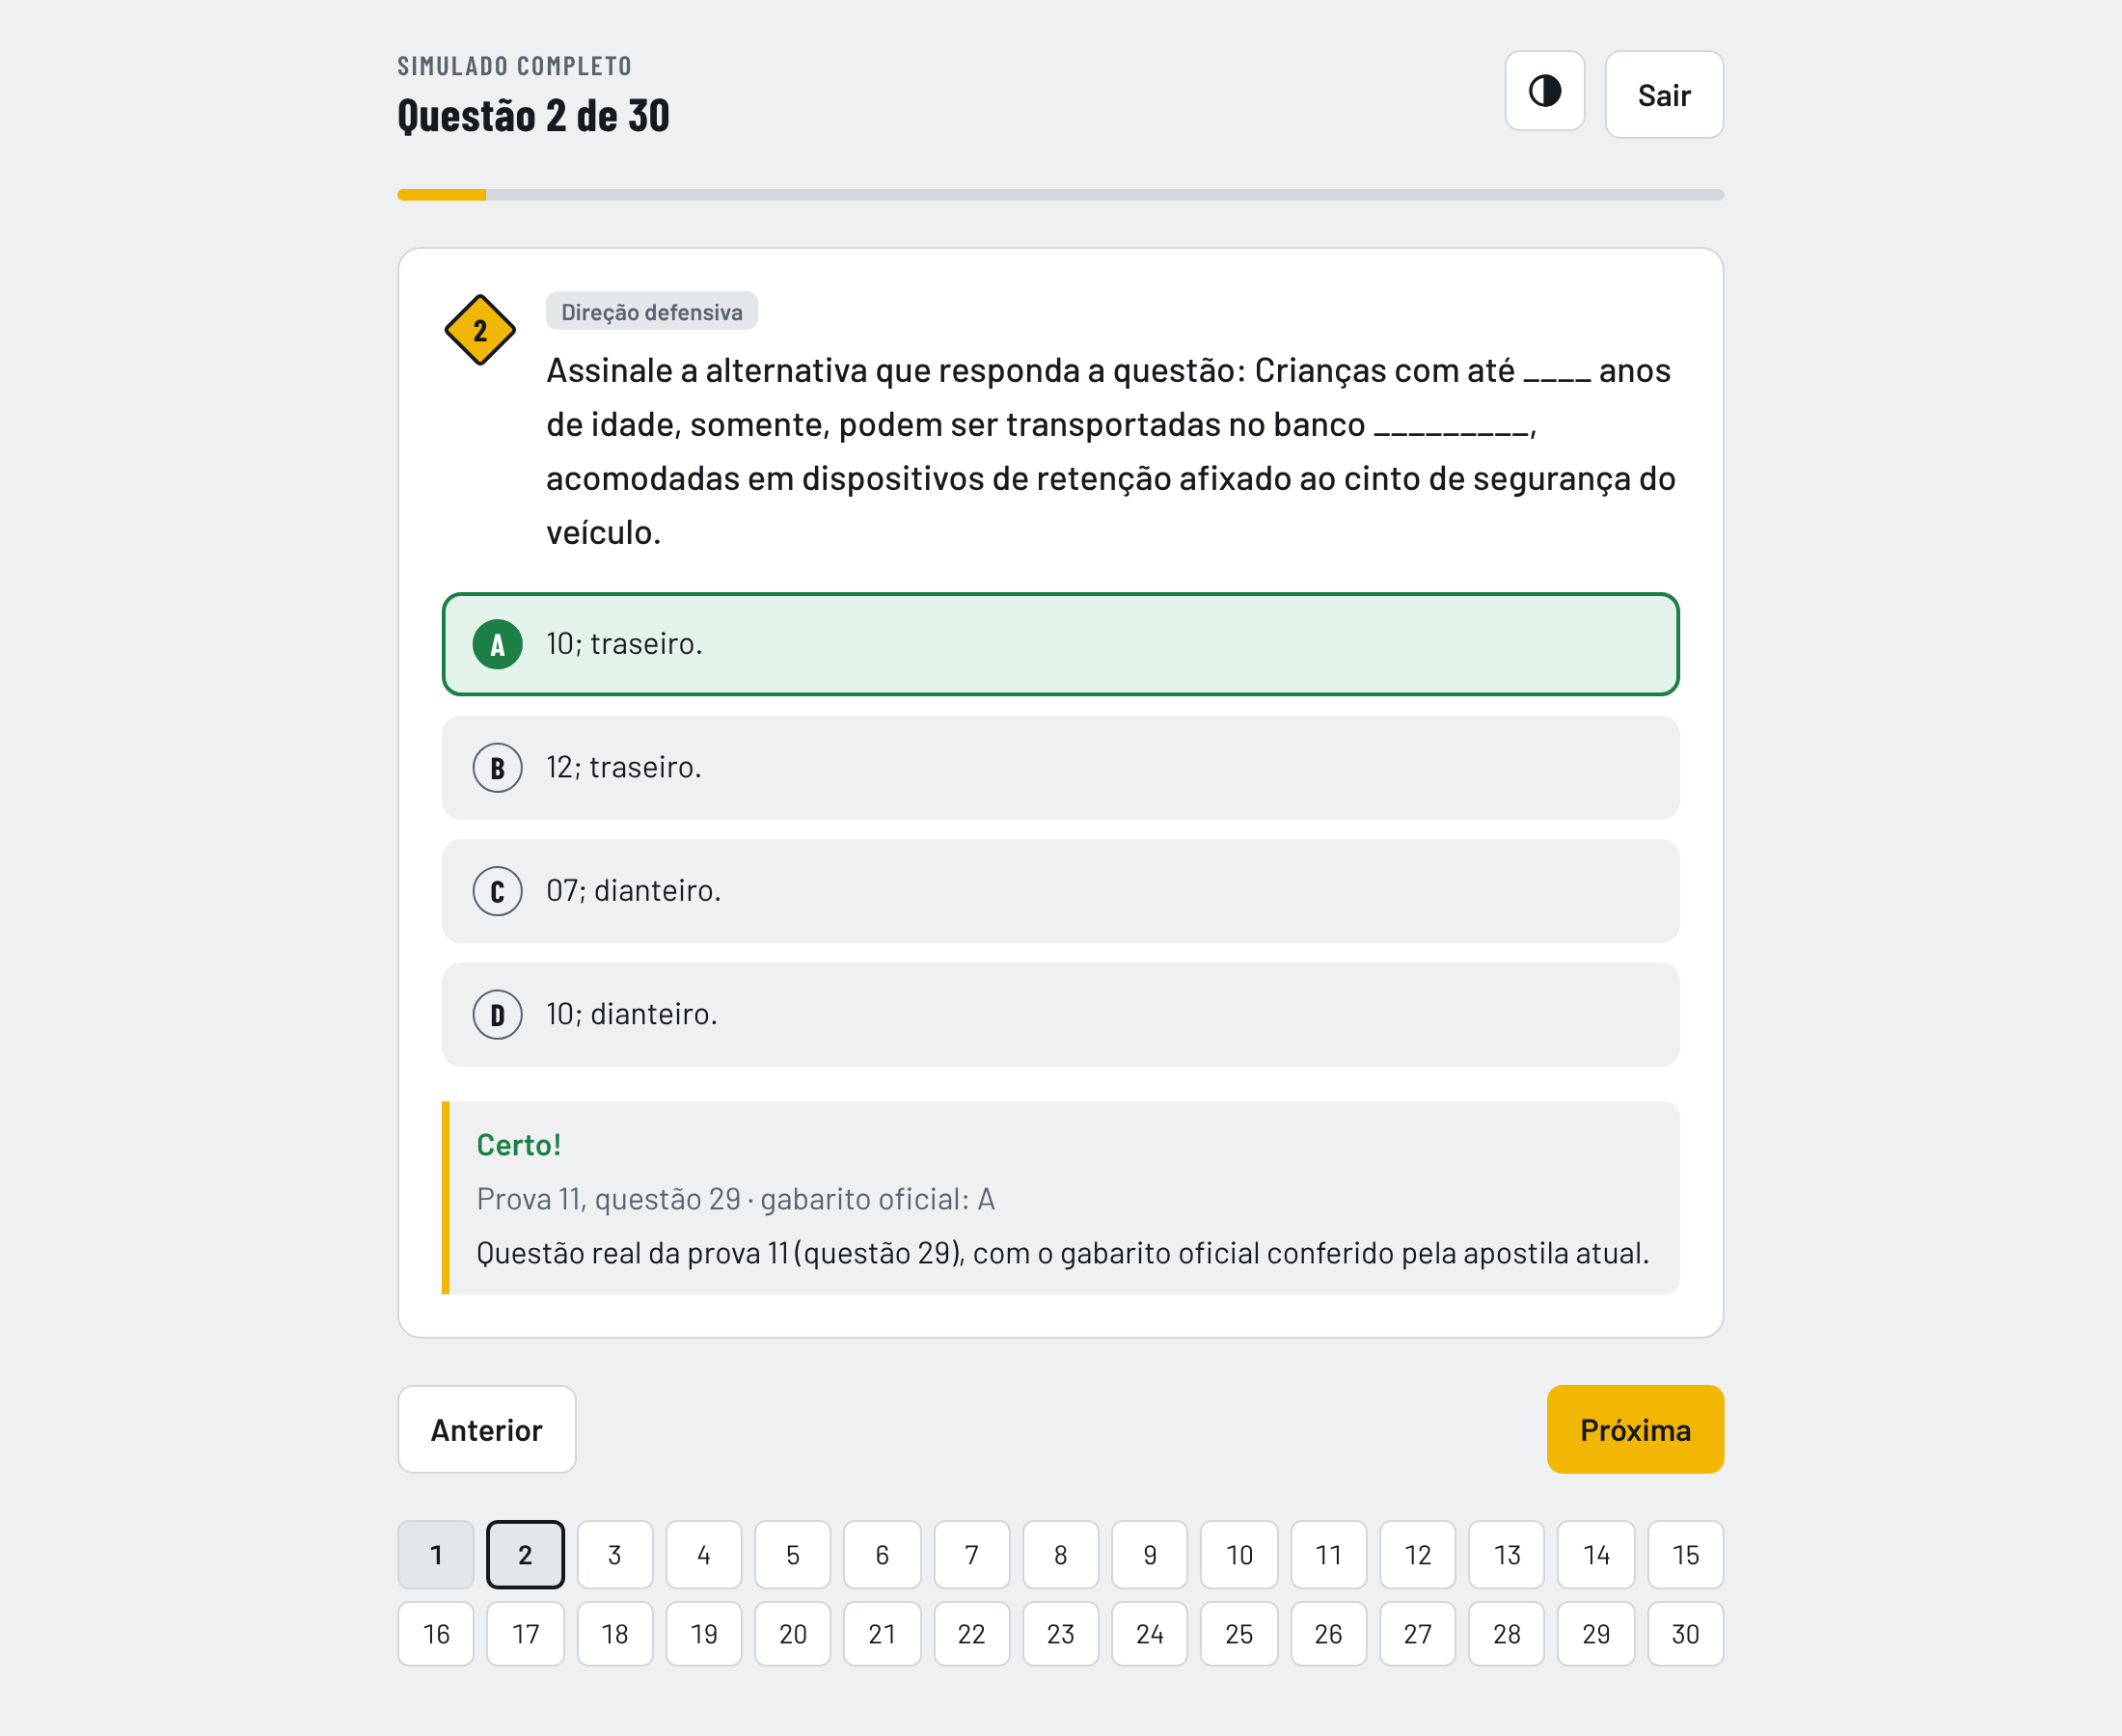 SIMULADO COMPLETO
Questão 2 de 30
Sair
2
Direção defensiva
Assinale a alternativa que responda a questão: Crianças com até ____ anos
de idade, somente, podem ser transportadas no banco _________,
acomodadas em dispositivos de retenção afixado ao cinto de segurança do
veículo.
A 10; traseiro.
B 12; traseiro.
C 07; dianteiro.
D 10; dianteiro.
Certo!
Prova 11, questão 29 · gabarito oficial: A
Questão real da prova 11 (questão 29), com o gabarito oficial conferido pela apostila atual.
Anterior
Próxima
1 2 3 4 5 6 7 8 9 10 11 12 13 14 15
16 17 18 19 20 21 22 23 24 25 26 27 28 29 30